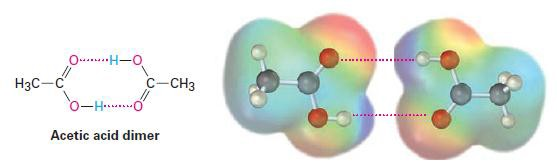 O H—O
H₃C—C C—CH₃
O—H O
Acetic acid dimer